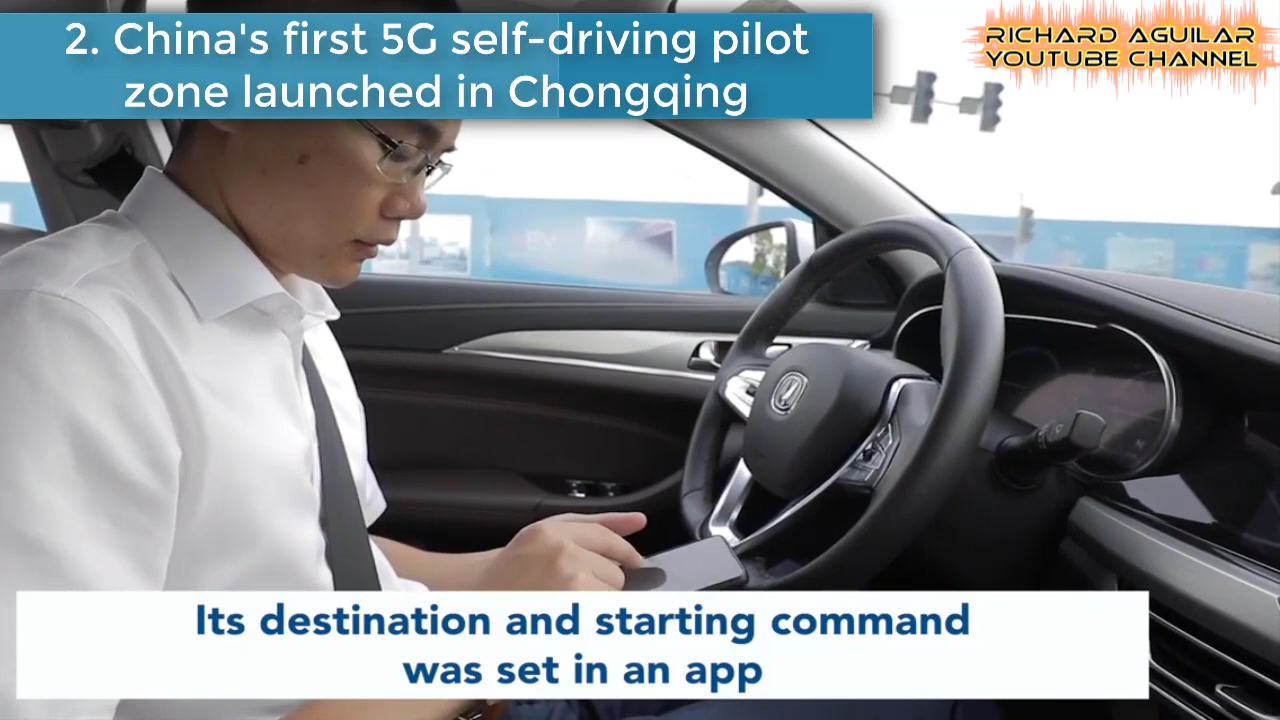 2. China's first 5G self-driving pilot
zone launched in Chongqing
RICHARD AGUILAR
YOUTUBE CHANNEL
Its destination and starting command
was set in an app